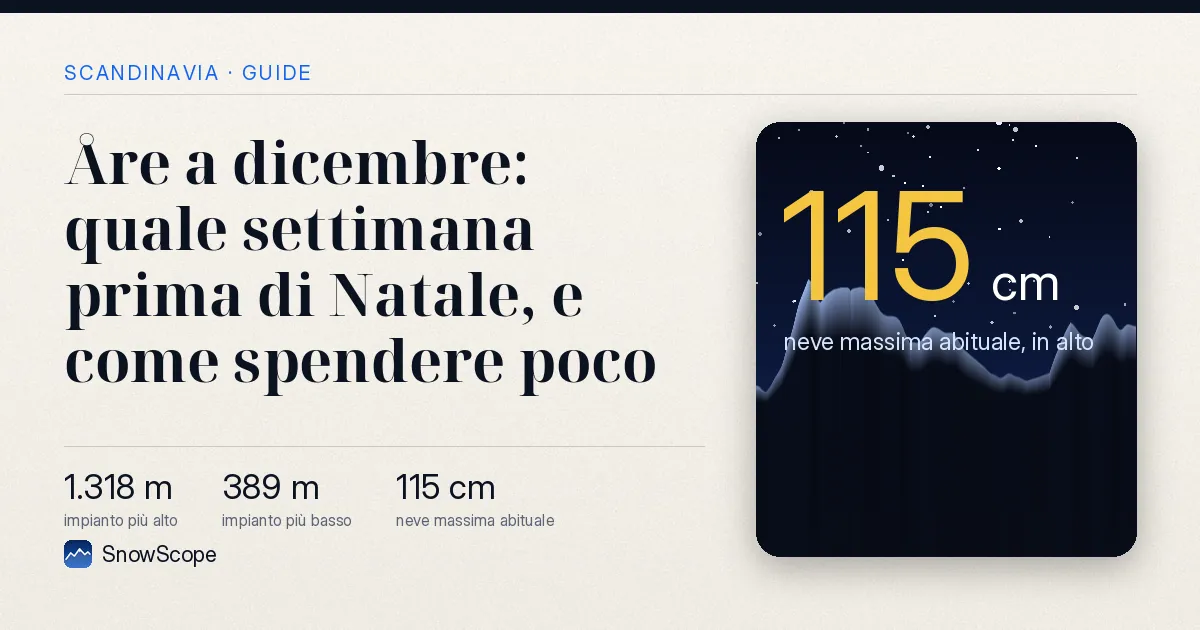 SCANDINAVIA · GUIDE
Åre a dicembre:
quale settimana
prima di Natale, e
come spendere poco
1.318 m
impianto più alto
389 m
impianto più basso
115 cm
neve massima abituale
SnowScope
115 cm
neve massima abituale, in alto